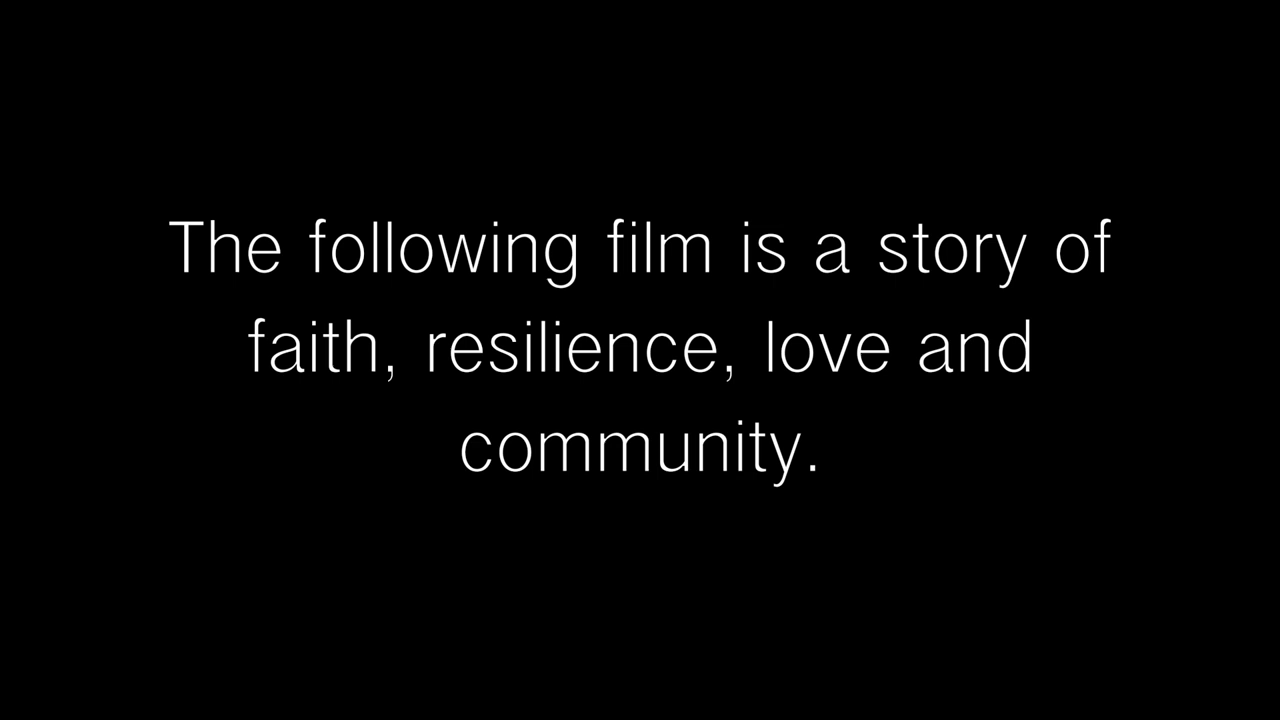 The following film is a story of
faith, resilience, love and
community.